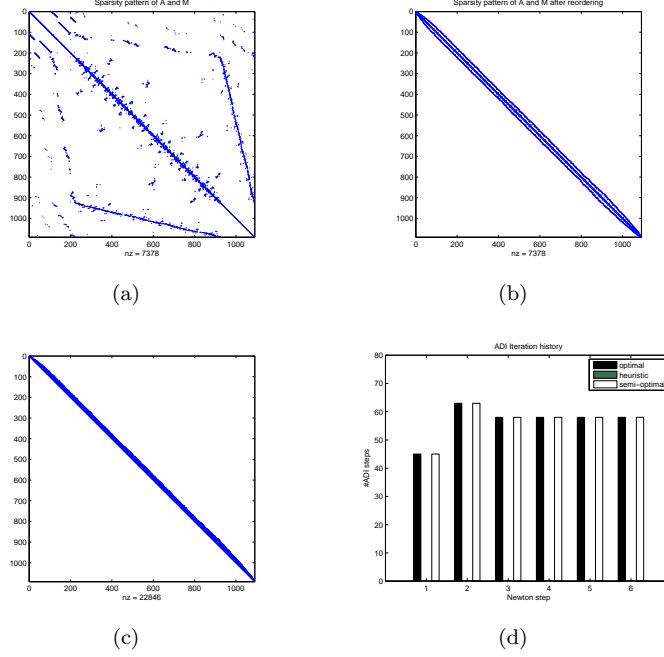 Sparsity pattern of A and M
0
100
200
300
400
500
600
700
800
900
1000
0 200 400 600 800 1000
nz = 7378
(a)
Sparsity pattern of A and M after reordering
0
100
200
300
400
500
600
700
800
900
1000
0 200 400 600 800 1000
nz = 7378
(b)
0
100
200
300
400
500
600
700
800
900
1000
0 200 400 600 800 1000
nz = 22846
(c)
ADI Iteration history
80
70
60
50
40
30
20
10
0
#ADI steps
optimal
heuristic
semi-optimal
1 2 3 4 5 6
Newton step
(d)